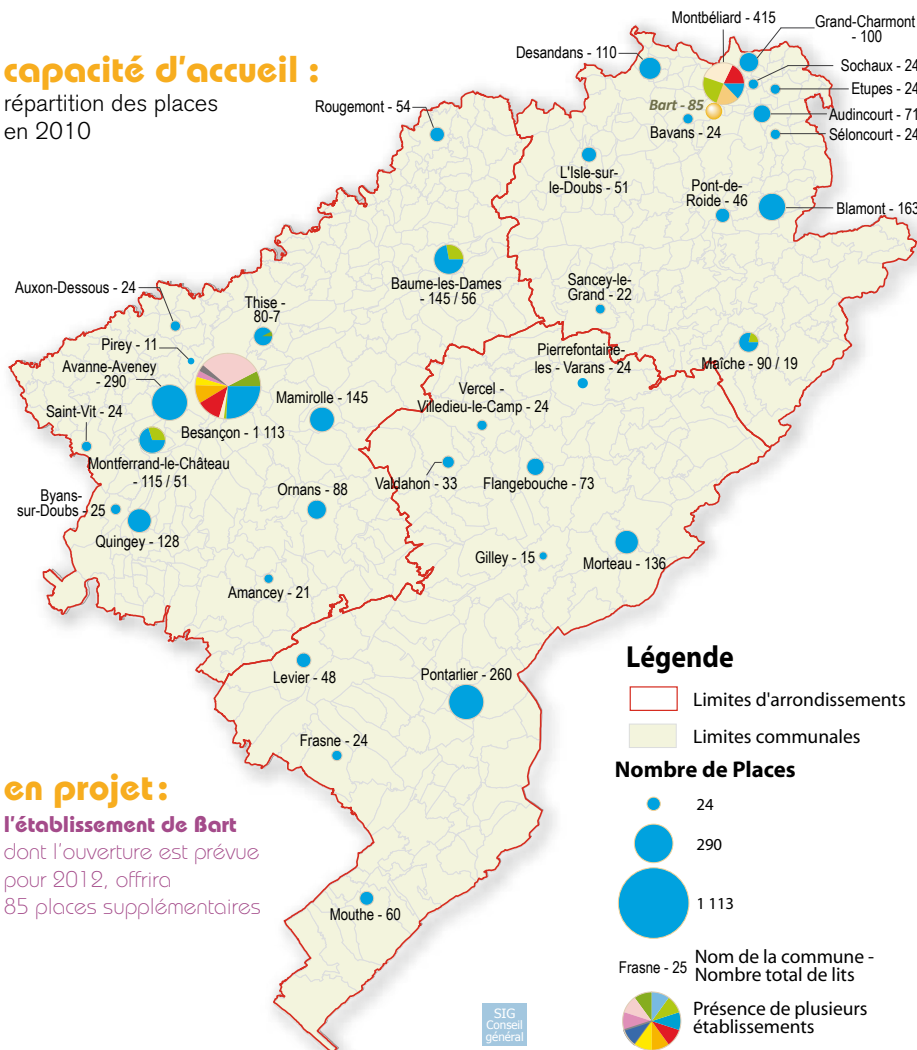 capacité d'accueil :
répartition des places
en 2010
Montbéliard - 415
Grand-Charmont
- 100
Desandans - 110
Sochaux - 24
Etupes - 24
Rougemont - 54
Bart - 85
Audincourt - 71
Bavans - 24
Séloncourt - 24
L'Isle-sur-
le-Doubs - 51
Pont-de-
Roide - 46
Blamont - 163
Baume-les-Dames
- 145 / 56
Sancey-le-
Grand - 22
Auxon-Dessous - 24
Thise -
80-7
Pirey - 11
Pierrefontaine-
les - Varans - 24
Maîche - 90 / 19
Avanne-Aveney
- 290
Vercel -
Villedieu-le-Camp - 24
Mamirolle - 145
Saint-Vit - 24
Besançon - 1 113
Montferrand-le-Château
- 115 / 51
Valdahon - 33
Flangebouche - 73
Ornans - 88
Byans-
sur-Doubs - 25
Quingey - 128
Gilley - 15
Morteau - 136
Amancey - 21
Levier - 48
Pontarlier - 260
Frasne - 24
Mouthe - 60
en projet :
l'établissement de Bart
dont l'ouverture est prévue
pour 2012, offrira
85 places supplémentaires
Légende
Limites d'arrondissements
Limites communales
Nombre de Places
24
290
1 113
Frasne - 25
Nom de la commune -
Nombre total de lits
Présence de plusieurs
établissements
SIG
Conseil
général